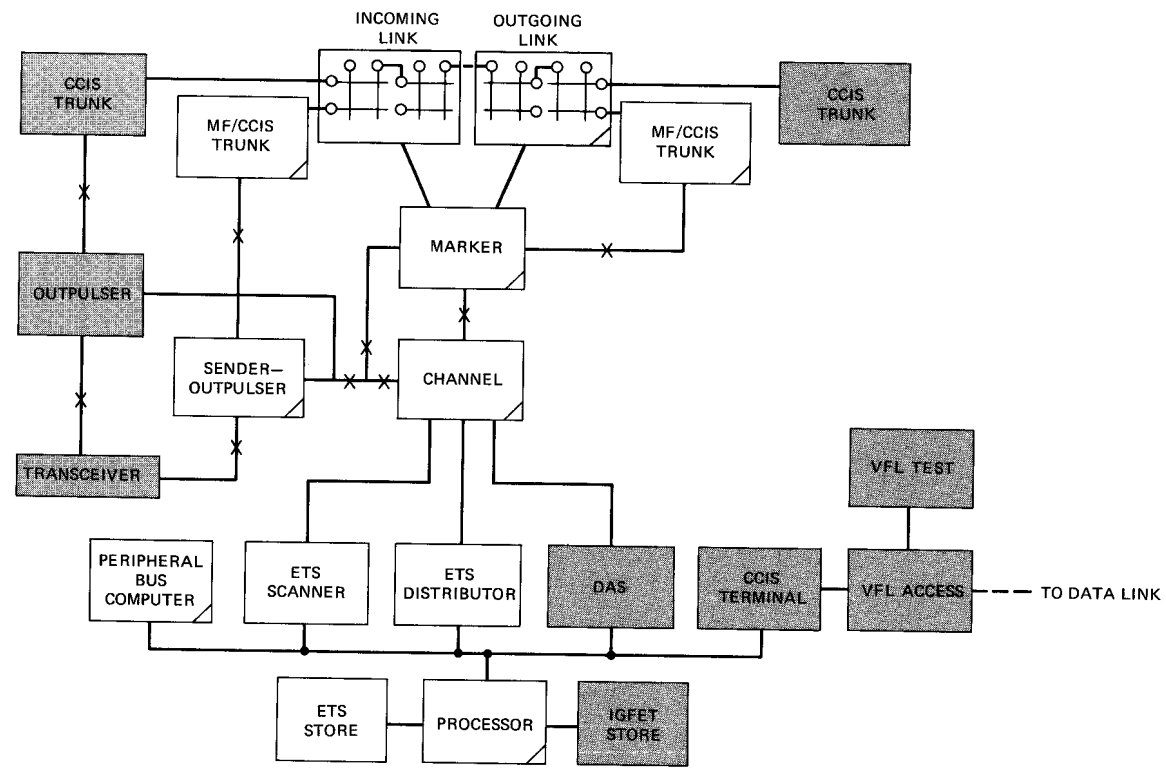 INCOMING
LINK
OUTGOING
LINK
CCIS
TRUNK
MF/CCIS
TRUNK
MF/CCIS
TRUNK
CCIS
TRUNK
MARKER
OUTPULSER
SENDER—
OUTPULSER
CHANNEL
TRANSCEIVER
VFL TEST
PERIPHERAL
BUS
COMPUTER
ETS
SCANNER
ETS
DISTRIBUTOR
DAS
CCIS
TERMINAL
VFL ACCESS
TO DATA LINK
ETS
STORE
PROCESSOR
IGFET
STORE